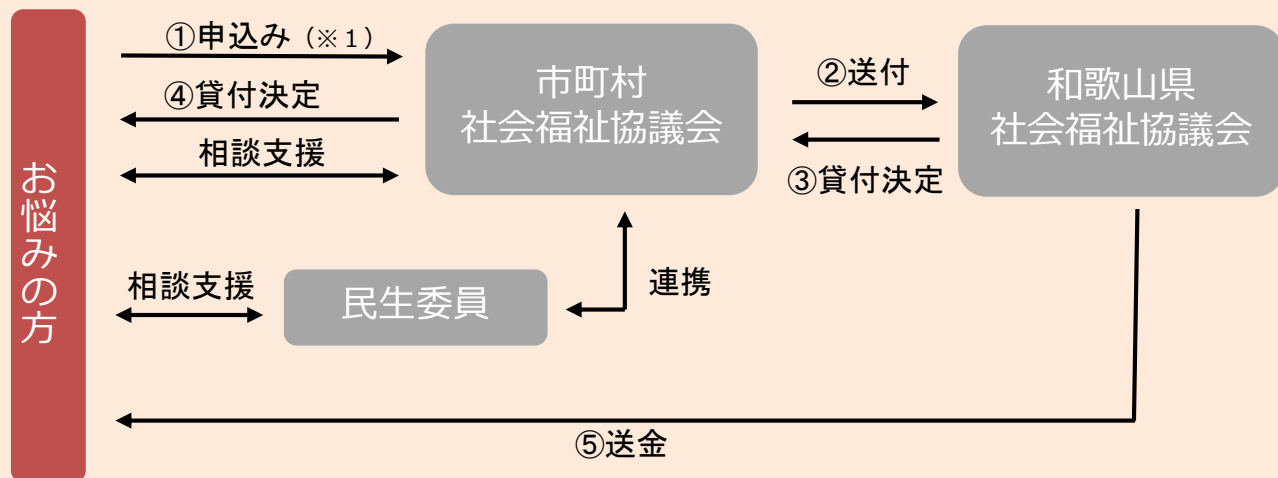 お悩みの方
①申込み（※１）
④貸付決定
相談支援
市町村
社会福祉協議会
②送付
③貸付決定
和歌山県
社会福祉協議会
相談支援
民生委員
連携
⑤送金